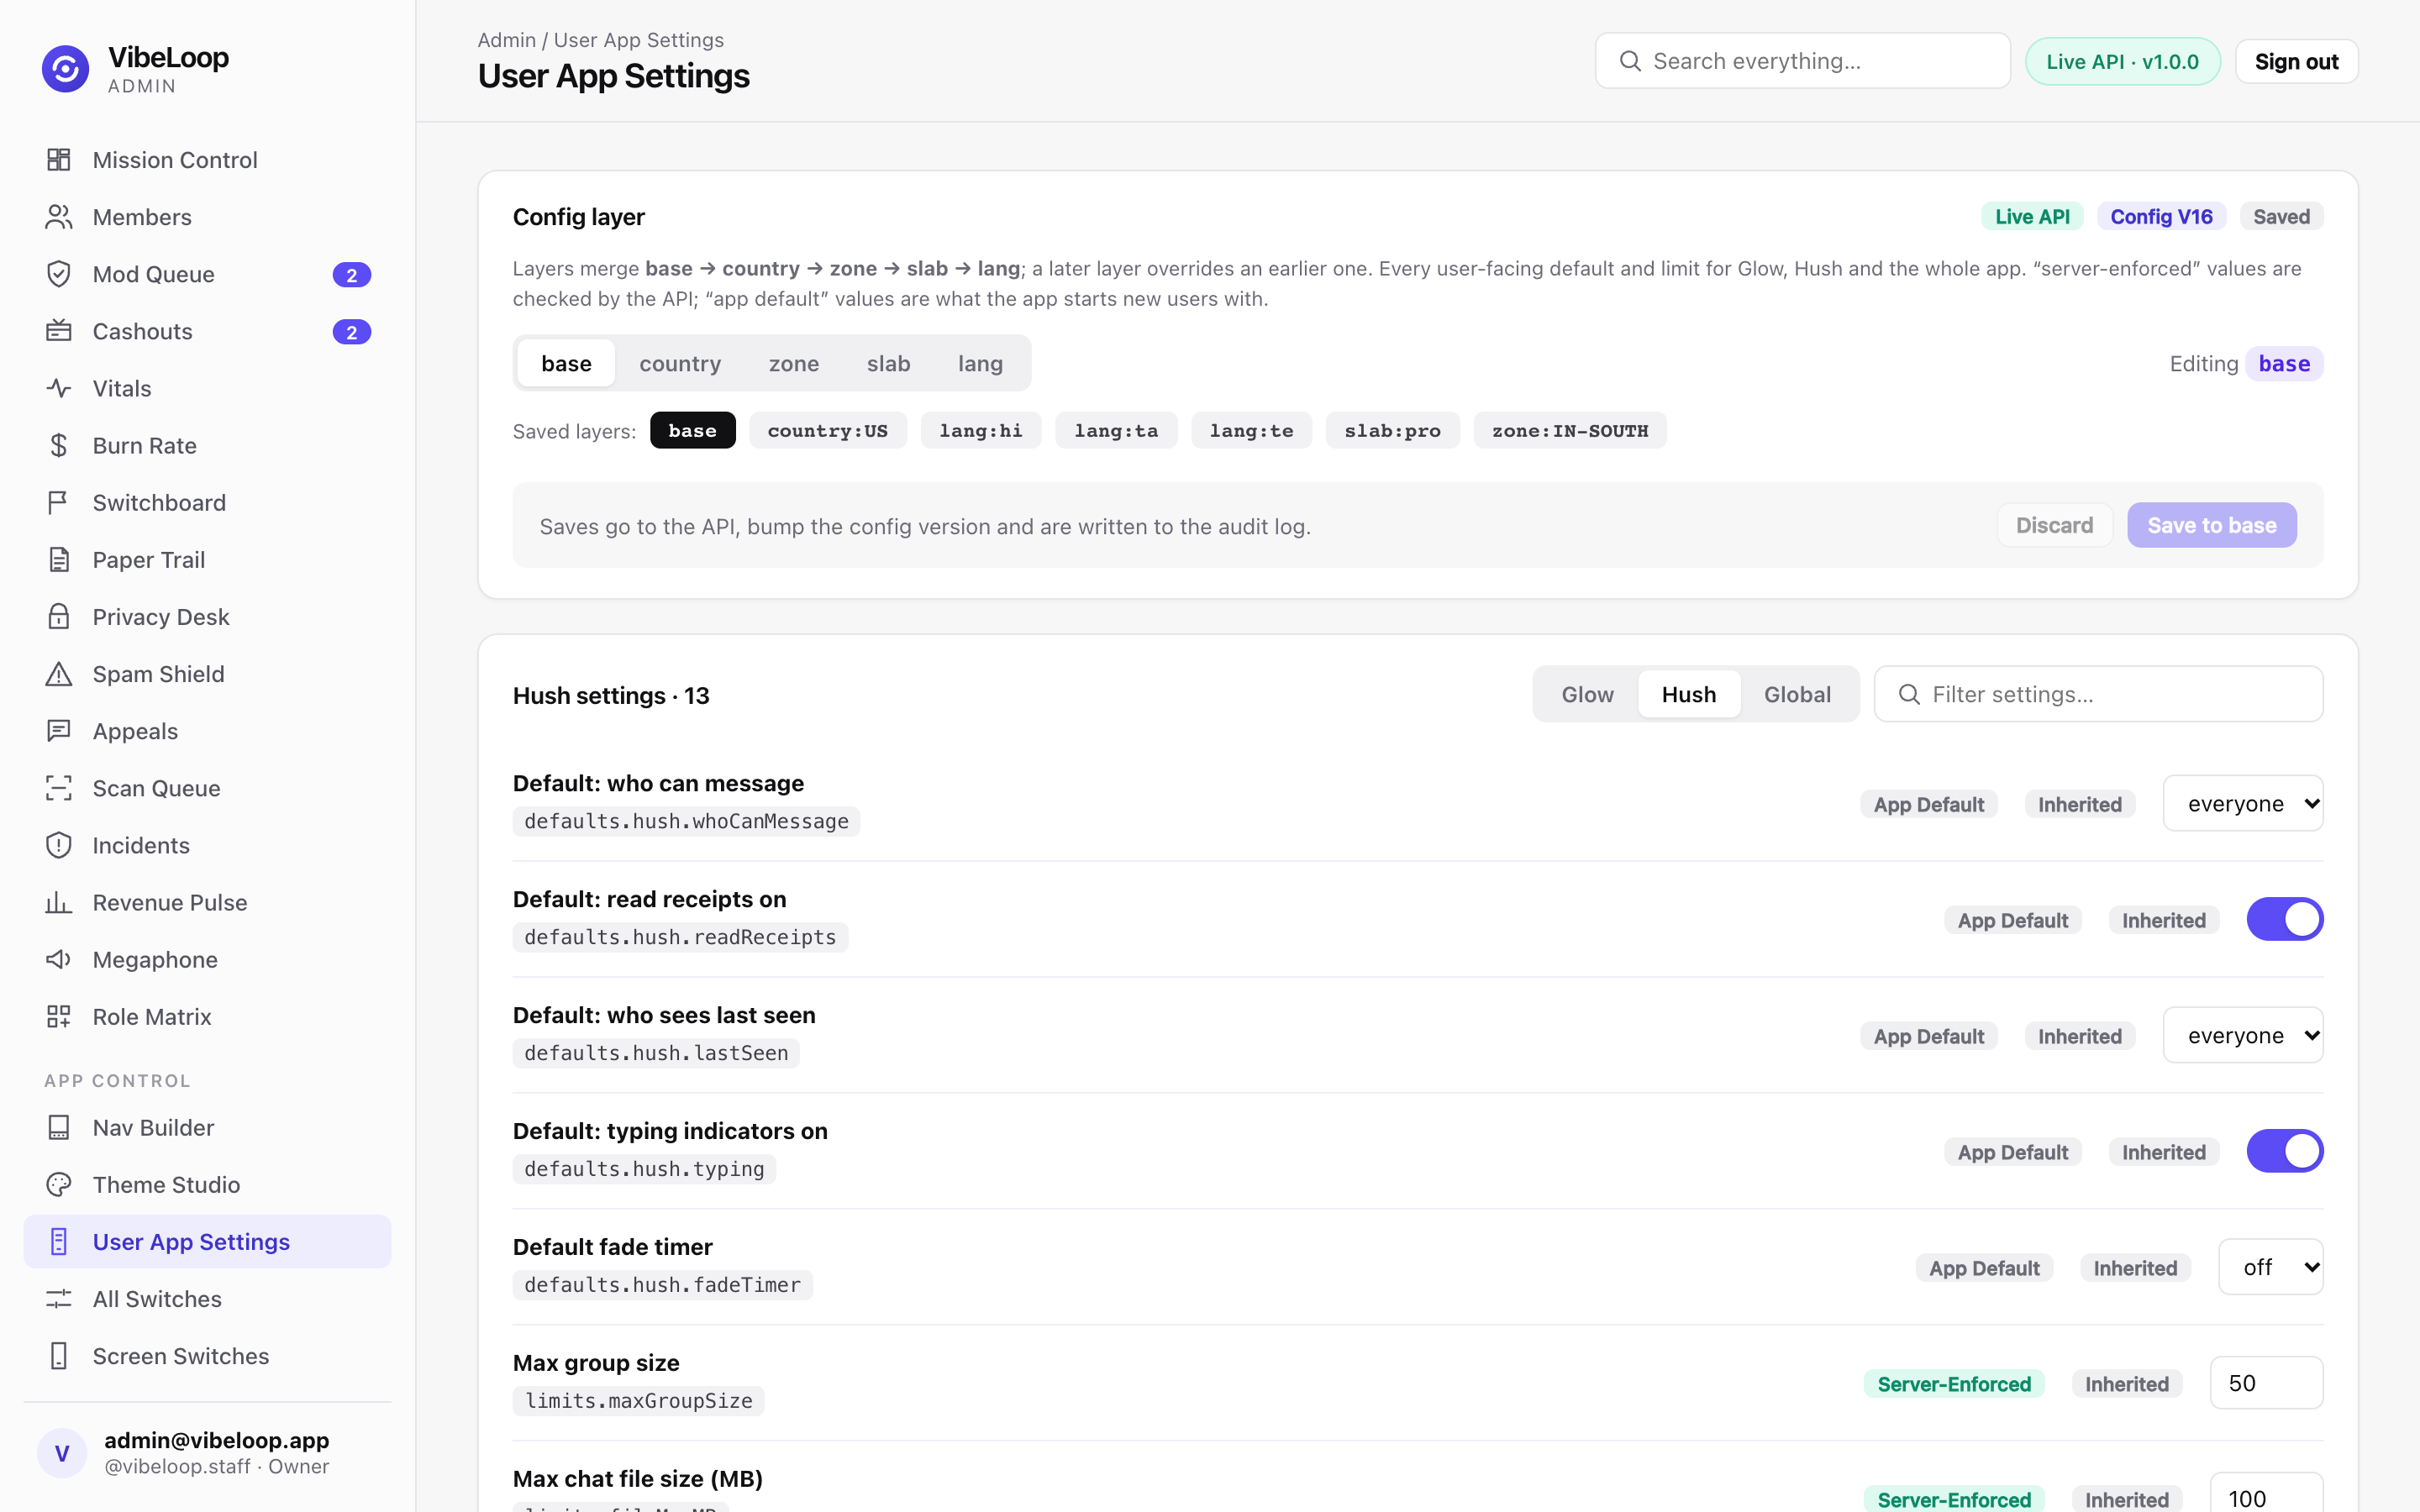 VibeLoop
ADMIN
Mission Control
Members
Mod Queue 2
Cashouts 2
Vitals
Burn Rate
Switchboard
Paper Trail
Privacy Desk
Spam Shield
Appeals
Scan Queue
Incidents
Revenue Pulse
Megaphone
Role Matrix
APP CONTROL
Nav Builder
Theme Studio
User App Settings
All Switches
Screen Switches
V
admin@vibeloop.app
@vibeloop.staff · Owner
Admin / User App Settings
User App Settings
Search everything...
Live API · v1.0.0
Sign out
Config layer
Live API Config V16 Saved
Layers merge base → country → zone → slab → lang; a later layer overrides an earlier one. Every user-facing default and limit for Glow, Hush and the whole app. “server-enforced” values are
checked by the API; “app default” values are what the app starts new users with.
base country zone slab lang
Editing base
Saved layers: base country:US lang:hi lang:ta lang:te slab:pro zone:IN-SOUTH
Saves go to the API, bump the config version and are written to the audit log.
Discard Save to base
Hush settings · 13
Glow Hush Global
Filter settings...
Default: who can message
defaults.hush.whoCanMessage
App Default Inherited everyone
Default: read receipts on
defaults.hush.readReceipts
App Default Inherited
Default: who sees last seen
defaults.hush.lastSeen
App Default Inherited everyone
Default: typing indicators on
defaults.hush.typing
App Default Inherited
Default fade timer
defaults.hush.fadeTimer
App Default Inherited off
Max group size
limits.maxGroupSize
Server-Enforced Inherited 50
Max chat file size (MB)
Server-Enforced Inherited 100